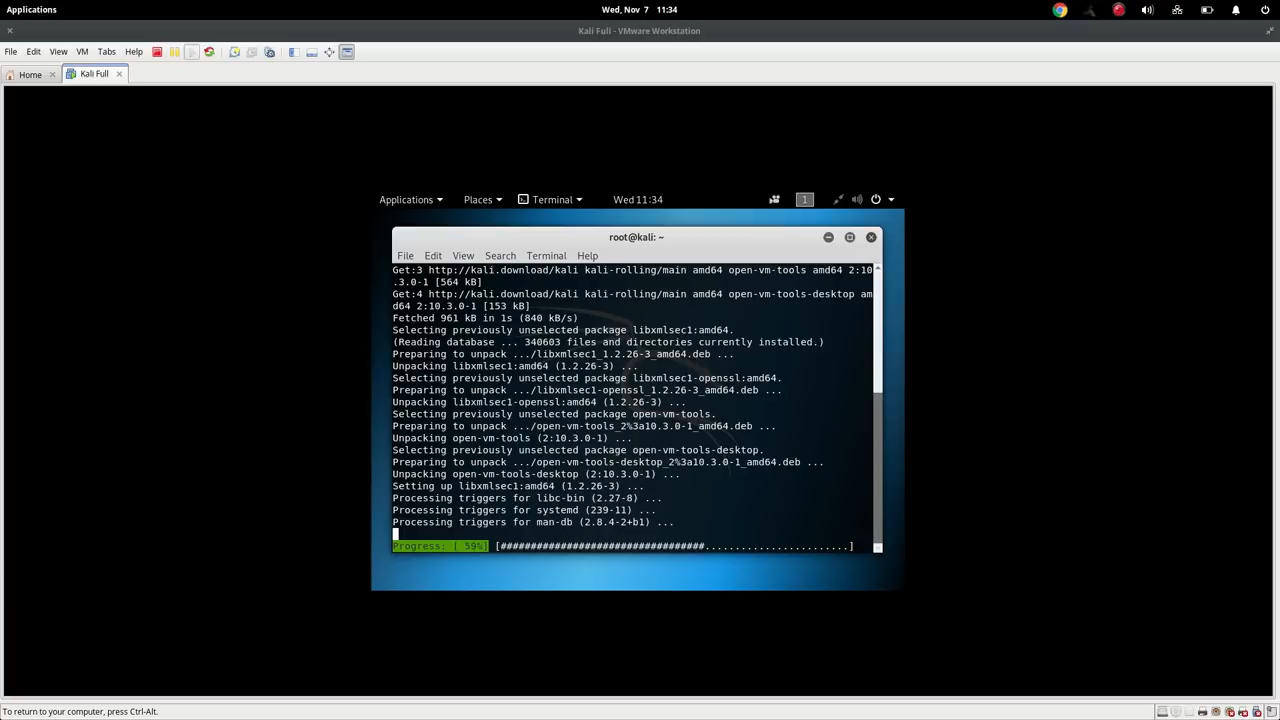 Applications
Wed, Nov 7 11:34
Kali Full - VMware Workstation
File Edit View VM Tabs Help
Home
Kali Full
Applications Places Terminal Wed 11:34 1
root@kali: ~
File Edit View Search Terminal Help
Get:3 http://kali.download/kali kali-rolling/main amd64 open-vm-tools amd64 2:10
.3.0-1 [564 kB]
Get:4 http://kali.download/kali kali-rolling/main amd64 open-vm-tools-desktop am
d64 2:10.3.0-1 [153 kB]
Fetched 961 kB in 1s (840 kB/s)
Selecting previously unselected package libxmlsec1:amd64.
(Reading database ... 340603 files and directories currently installed.)
Preparing to unpack .../libxmlsec1_1.2.26-3_amd64.deb ...
Unpacking libxmlsec1:amd64 (1.2.26-3) ...
Selecting previously unselected package libxmlsec1-openssl:amd64.
Preparing to unpack .../libxmlsec1-openssl_1.2.26-3_amd64.deb ...
Unpacking libxmlsec1-openssl:amd64 (1.2.26-3) ...
Selecting previously unselected package open-vm-tools.
Preparing to unpack .../open-vm-tools_2%3a10.3.0-1_amd64.deb ...
Unpacking open-vm-tools (2:10.3.0-1) ...
Selecting previously unselected package open-vm-tools-desktop.
Preparing to unpack .../open-vm-tools-desktop_2%3a10.3.0-1_amd64.deb ...
Unpacking open-vm-tools-desktop (2:10.3.0-1) ...
Setting up libxmlsec1:amd64 (1.2.26-3) ...
Processing triggers for libc-bin (2.27-8) ...
Processing triggers for systemd (239-11) ...
Processing triggers for man-db (2.8.4-2+b1) ...
Progress: [ 59%] [##################################........................]
To return to your computer, press Ctrl-Alt.